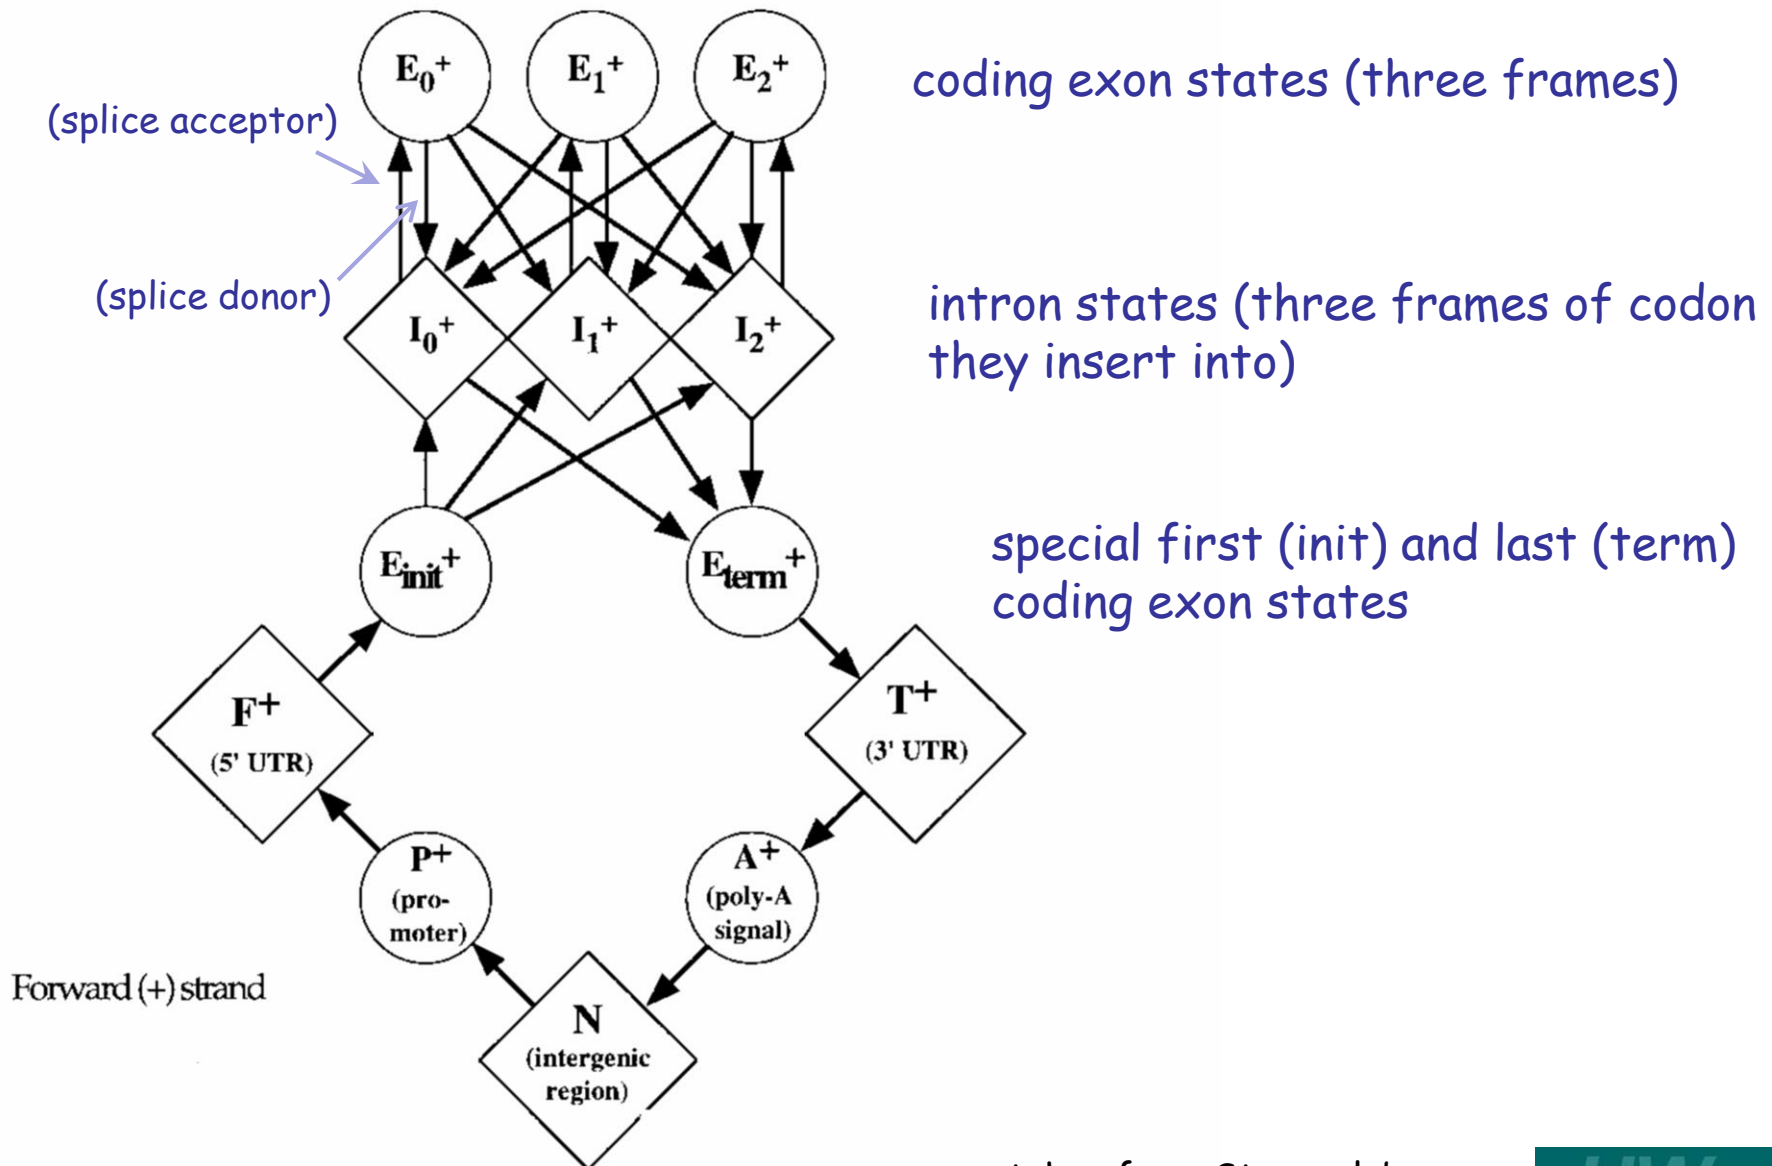 E0+ E1+ E2+
coding exon states (three frames)
(splice acceptor)
(splice donor)
I0+ I1+ I2+
intron states (three frames of codon
they insert into)
Einit+ Eterm+
special first (init) and last (term)
coding exon states
F+
(5' UTR)
T+
(3' UTR)
P+
(pro-
moter)
A+
(poly-A
signal)
Forward (+) strand
N
(intergenic
region)